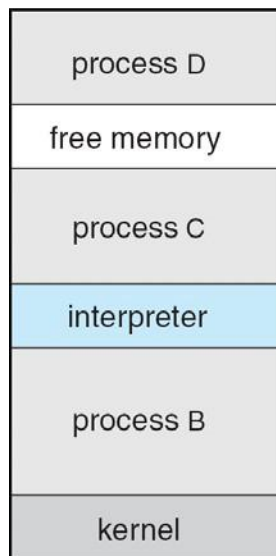 process D
free memory
process C
interpreter
process B
kernel